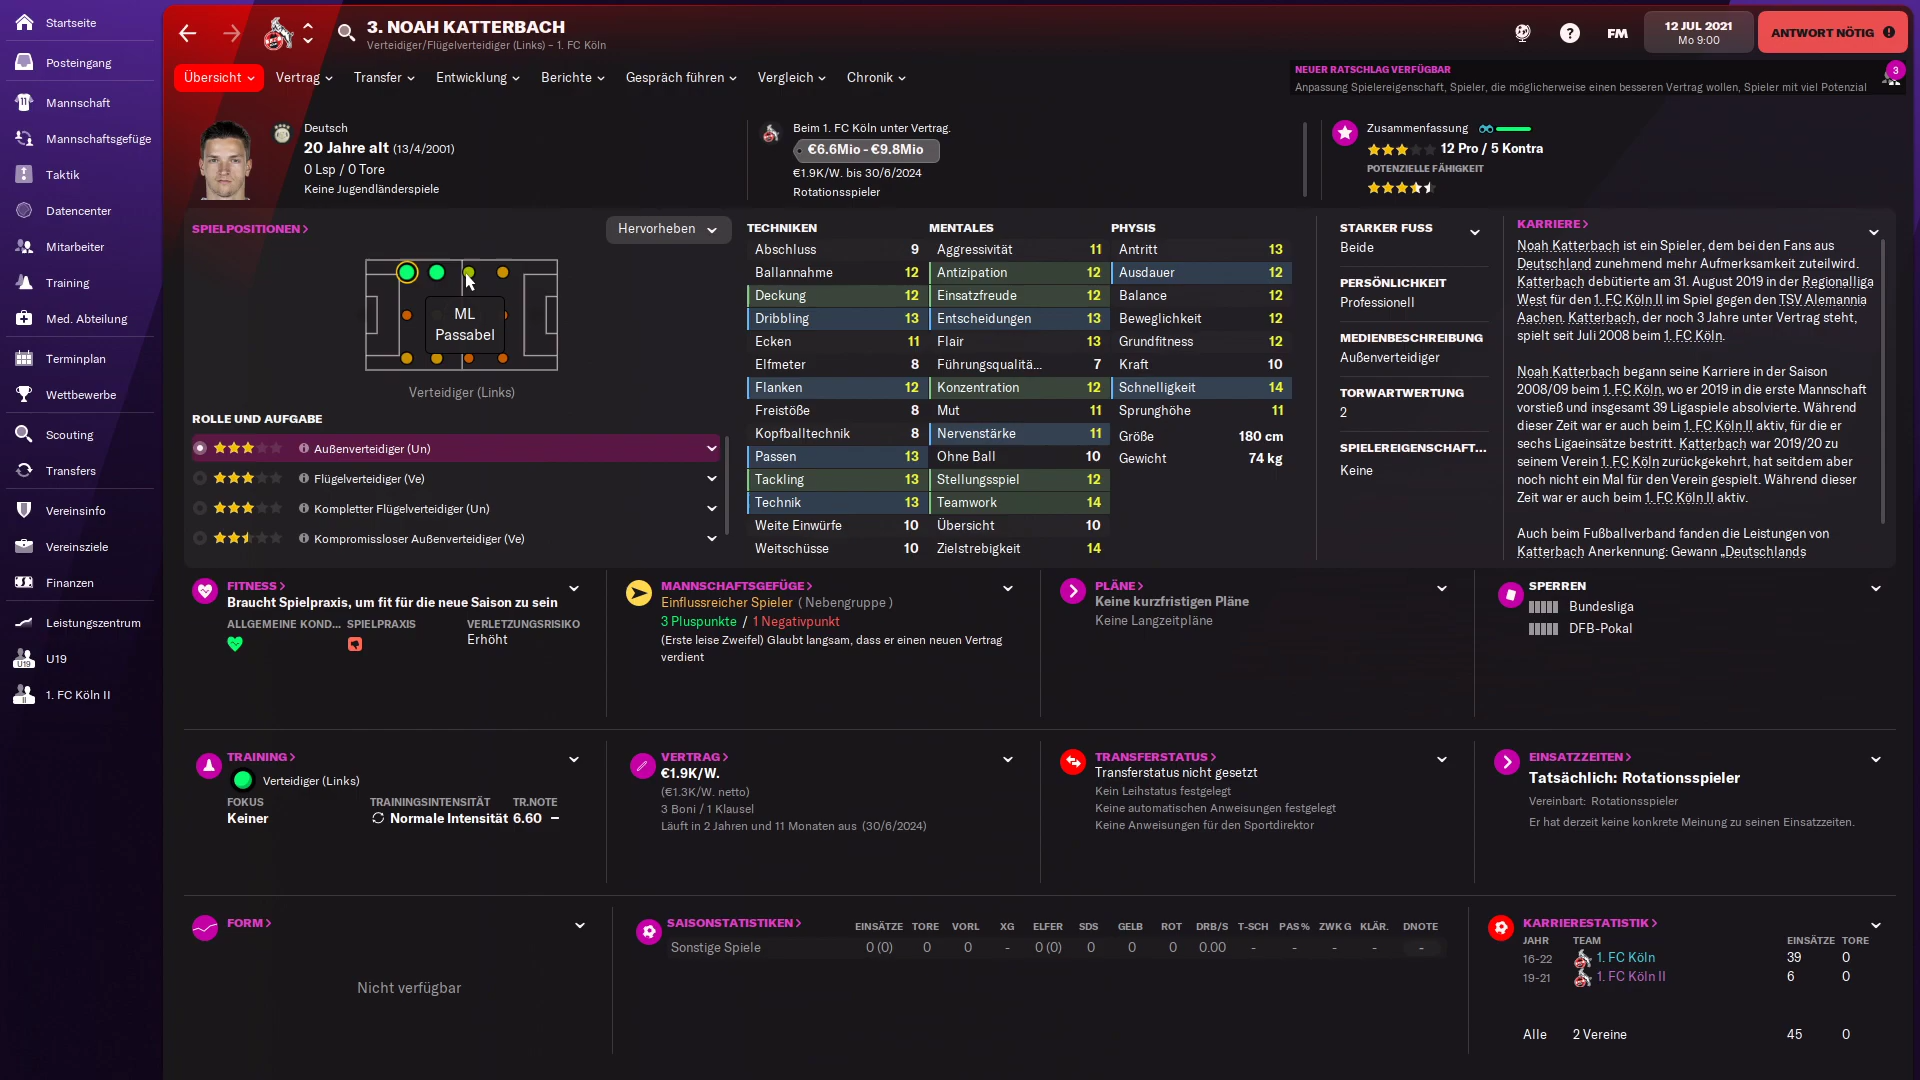 Startseite
Posteingang
Mannschaft
Mannschaftsgefüge
Taktik
Datencenter
Mitarbeiter
Training
Med. Abteilung
Terminplan
Wettbewerbe
Scouting
Transfers
Vereinsinfo
Vereinsziele
Finanzen
Leistungszentrum
U19
1. FC Köln II
3. NOAH KATTERBACH
Verteidiger/Flügelverteidiger (Links) - 1. FC Köln
FM
12 JUL 2021
Mo 9:00
ANTWORT NÖTIG
Übersicht
Vertrag
Transfer
Entwicklung
Berichte
Gespräch führen
Vergleich
Chronik
NEUER RATSCHLAG VERFÜGBAR
Anpassung Spielereigenschaft, Spieler, die möglicherweise einen besseren Vertrag wollen, Spieler mit viel Potenzial
3
Deutsch
20 Jahre alt (13/4/2001)
0 Lsp / 0 Tore
Keine Jugendländerspiele
Beim 1. FC Köln unter Vertrag.
€6.6Mio - €9.8Mio
€1.9K/W. bis 30/6/2024
Rotationsspieler
Zusammenfassung
12 Pro / 5 Kontra
POTENZIELLE FÄHIGKEIT
SPIELPOSITIONEN
Hervorheben
ML
Passabel
Verteidiger (Links)
ROLLE UND AUFGABE
Außenverteidiger (Un)
Flügelverteidiger (Ve)
Kompletter Flügelverteidiger (Un)
Kompromissloser Außenverteidiger (Ve)
TECHNIKEN
Abschluss 9
Ballannahme 12
Deckung 12
Dribbling 13
Ecken 11
Elfmeter 8
Flanken 12
Freistöße 8
Kopfballtechnik 8
Passen 13
Tackling 13
Technik 13
Weite Einwürfe 10
Weitschüsse 10
MENTALES
Aggressivität 11
Antizipation 12
Einsatzfreude 12
Entscheidungen 13
Flair 13
Führungsqualitä... 7
Konzentration 12
Mut 11
Nervenstärke 11
Ohne Ball 10
Stellungsspiel 12
Teamwork 14
Übersicht 10
Zielstrebigkeit 14
PHYSIS
Antritt 13
Ausdauer 12
Balance 12
Beweglichkeit 12
Grundfitness 12
Kraft 10
Schnelligkeit 14
Sprunghöhe 11
Größe 180 cm
Gewicht 74 kg
STARKER FUSS
Beide
PERSÖNLICHKEIT
Professionell
MEDIENBESCHREIBUNG
Außenverteidiger
TORWARTWERTUNG
2
SPIELEREIGENSCHAFT...
Keine
KARRIERE
Noah Katterbach ist ein Spieler, dem bei den Fans aus
Deutschland zunehmend mehr Aufmerksamkeit zuteilwird.
Katterbach debütierte am 31. August 2019 in der Regionalliga
West für den 1. FC Köln II im Spiel gegen den TSV Alemannia
Aachen. Katterbach, der noch 3 Jahre unter Vertrag steht,
spielt seit Juli 2008 beim 1. FC Köln.
Noah Katterbach begann seine Karriere in der Saison
2008/09 beim 1. FC Köln, wo er 2019 in die erste Mannschaft
vorstieß und insgesamt 39 Ligaspiele absolvierte. Während
dieser Zeit war er auch beim 1. FC Köln II aktiv, für die er
sechs Ligaeinsätze bestritt. Katterbach war 2019/20 zu
seinem Verein 1. FC Köln zurückgekehrt, hat seitdem aber
noch nicht ein Mal für den Verein gespielt. Während dieser
Zeit war er auch beim 1. FC Köln II aktiv.
Auch beim Fußballverband fanden die Leistungen von
Katterbach Anerkennung: Gewann „Deutschlands
FITNESS
Braucht Spielpraxis, um fit für die neue Saison zu sein
ALLGEMEINE KOND... SPIELPRAXIS VERLETZUNGSRISIKO
Erhöht
MANNSCHAFTSGEFÜGE
Einflussreicher Spieler ( Nebengruppe )
3 Pluspunkte / 1 Negativpunkt
(Erste leise Zweifel) Glaubt langsam, dass er einen neuen Vertrag
verdient
PLÄNE
Keine kurzfristigen Pläne
Keine Langzeitpläne
SPERREN
Bundesliga
DFB-Pokal
TRAINING
Verteidiger (Links)
FOKUS TRAININGSINTENSITÄT TR.NOTE
Keiner Normale Intensität 6.60 –
VERTRAG
€1.9K/W.
(€1.3K/W. netto)
3 Boni / 1 Klausel
Läuft in 2 Jahren und 11 Monaten aus (30/6/2024)
TRANSFERSTATUS
Transferstatus nicht gesetzt
Kein Leihstatus festgelegt
Keine automatischen Anweisungen festgelegt
Keine Anweisungen für den Sportdirektor
EINSATZZEITEN
Tatsächlich: Rotationsspieler
Vereinbart: Rotationsspieler
Er hat derzeit keine konkrete Meinung zu seinen Einsatzzeiten.
FORM
Nicht verfügbar
SAISONSTATISTIKEN EINSÄTZE TORE VORL XG ELFER SDS GELB ROT DRB/S T-SCH PAS% ZWKG KLÄR. DNOTE
Sonstige Spiele 0 (0) 0 0 - 0 (0) 0 0 0 0.00 - - - - -
KARRIERESTATISTIK
JAHR TEAM EINSÄTZE TORE
16-22 1. FC Köln 39 0
19-21 1. FC Köln II 6 0
Alle 2 Vereine 45 0